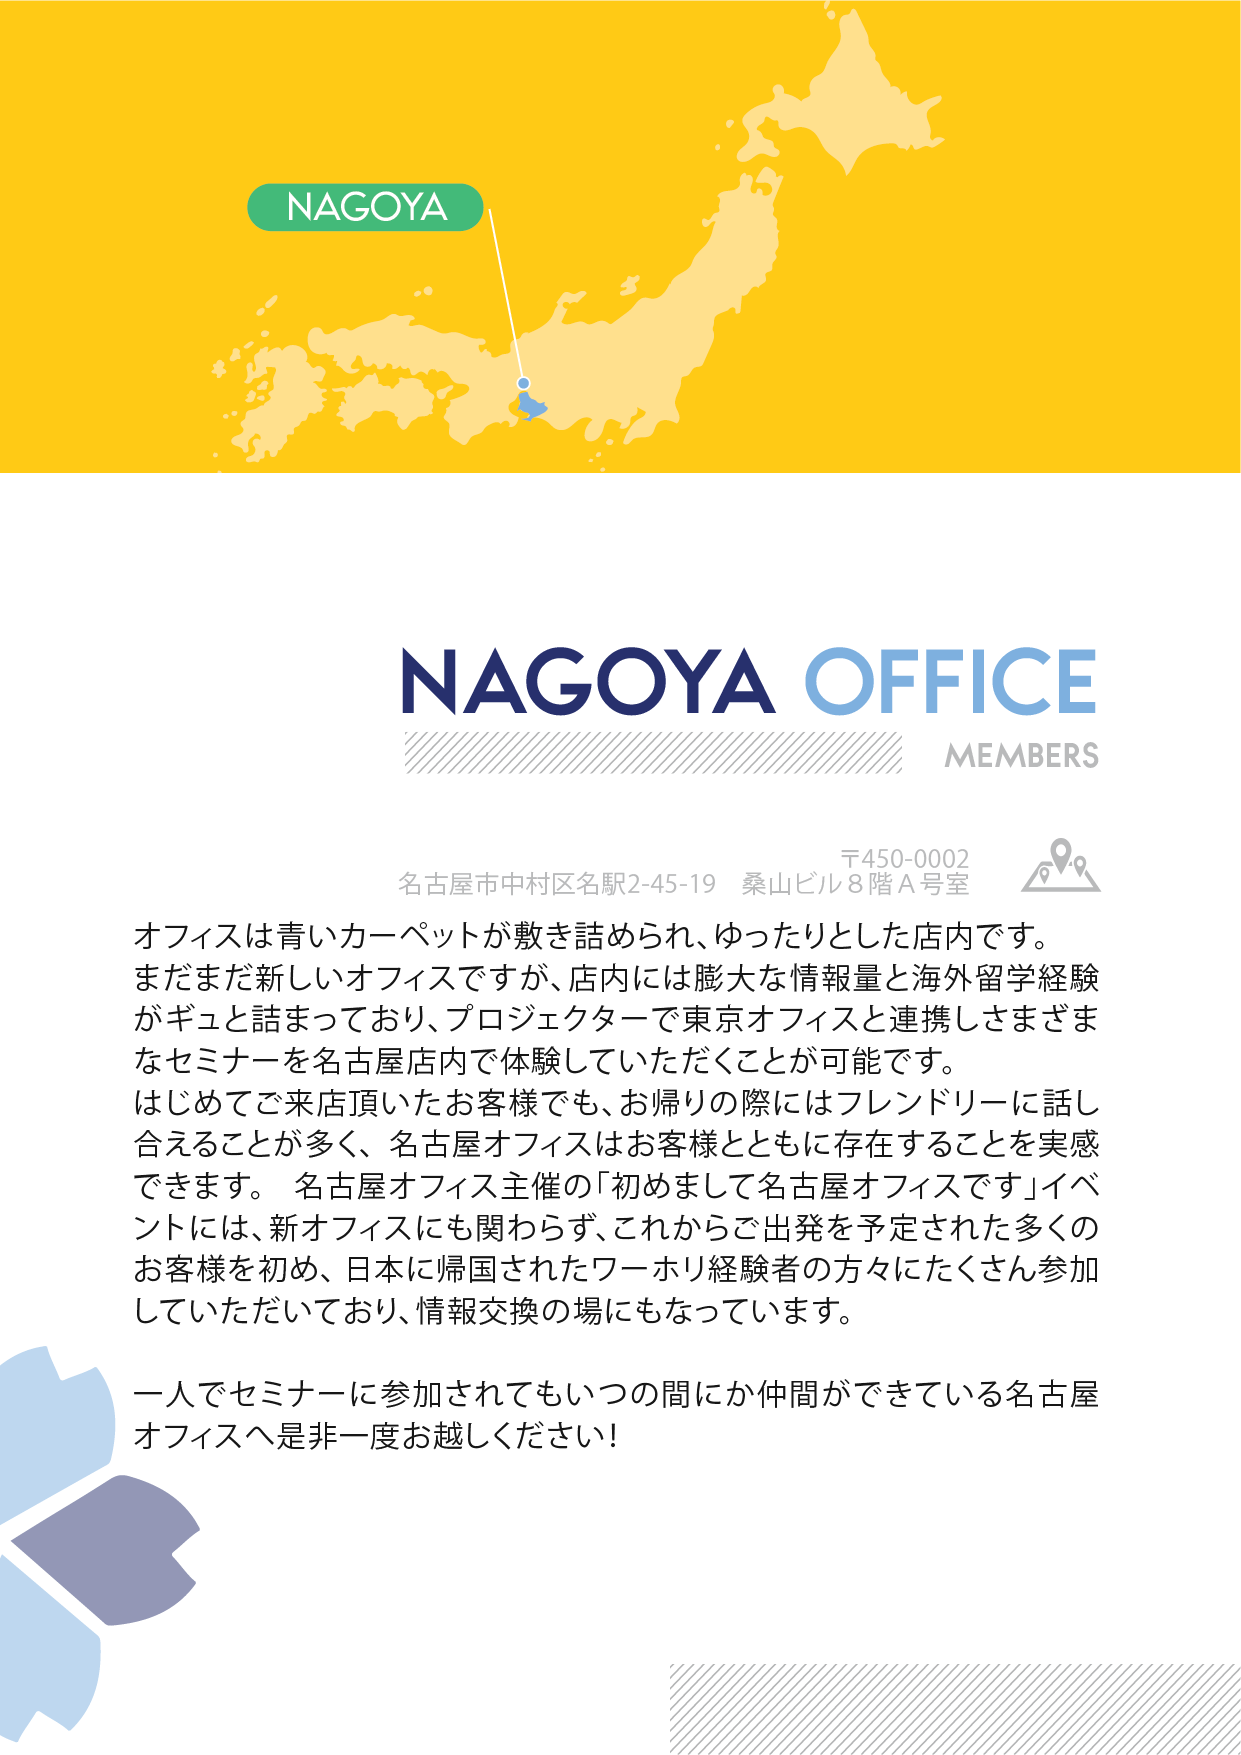 NAGOYA
NAGOYA OFFICE
MEMBERS
〒450-0002
名古屋市中村区名駅2-45-19　桑山ビル８階Ａ号室
オフィスは青いカーペットが敷き詰められ、ゆったりとした店内です。
まだまだ新しいオフィスですが、店内には膨大な情報量と海外留学経験
がギュと詰まっており、プロジェクターで東京オフィスと連携しさまざま
なセミナーを名古屋店内で体験していただくことが可能です。
はじめてご来店頂いたお客様でも、お帰りの際にはフレンドリーに話し
合えることが多く、名古屋オフィスはお客様とともに存在することを実感
できます。　名古屋オフィス主催の「初めまして名古屋オフィスです」イベ
ントには、新オフィスにも関わらず、これからご出発を予定された多くの
お客様を初め、日本に帰国されたワーホリ経験者の方々にたくさん参加
していただいており、情報交換の場にもなっています。
一人でセミナーに参加されてもいつの間にか仲間ができている名古屋
オフィスへ是非一度お越しください！